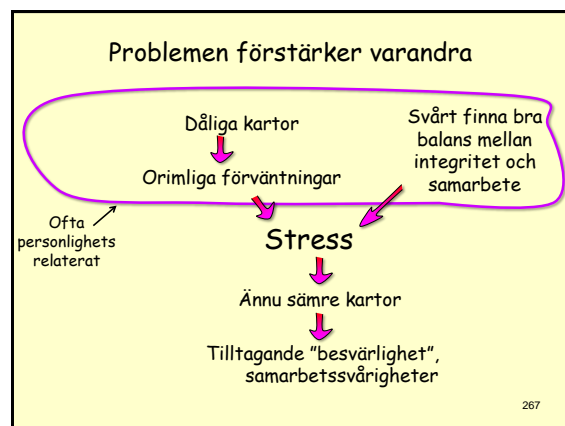 Problemen förstärker varandra
Dåliga kartor
Orimliga förväntningar
Svårt finna bra
balans mellan
integritet och
samarbete
Ofta
personlighets
relaterat
Stress
Ännu sämre kartor
Tilltagande ”besvärlighet”,
samarbetssvårigheter
267